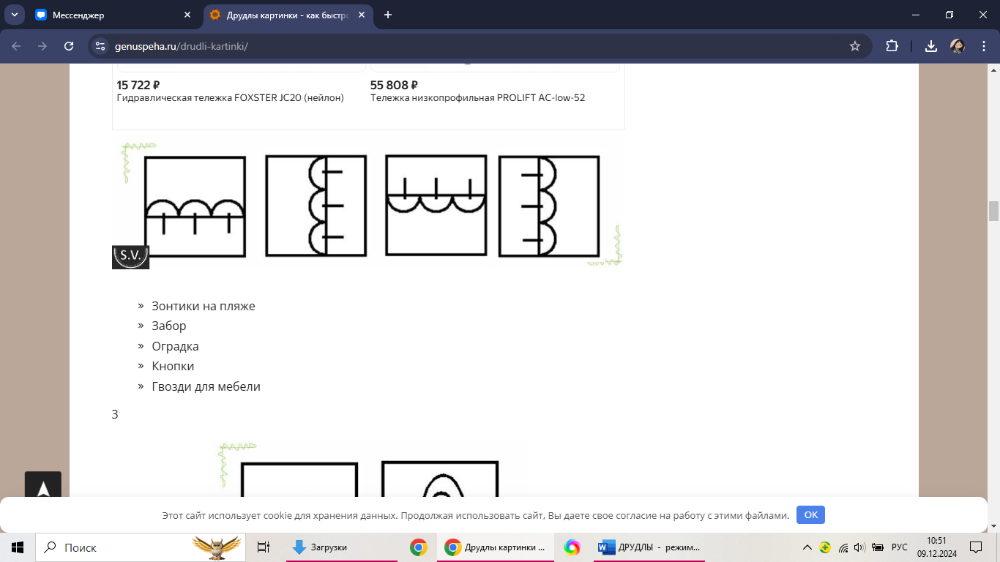 Мессенджер
Друдлы картинки - как быстро
genuspeha.ru/drudli-kartinki/
15 722 ₽
55 808 ₽
Гидравлическая тележка FOXSTER JC20 (нейлон)
Тележка низкопрофильная PROLIFT AC-low-52
S.V.
» Зонтики на пляже
» Забор
» Оградка
» Кнопки
» Гвозди для мебели
3
Этот сайт использует cookie для хранения данных. Продолжая использовать сайт, Вы даете свое согласие на работу с этими файлами.
OK
Поиск
Загрузки
Друдлы картинки ...
ДРУДЛЫ - режим...
РУС
10:51
09.12.2024